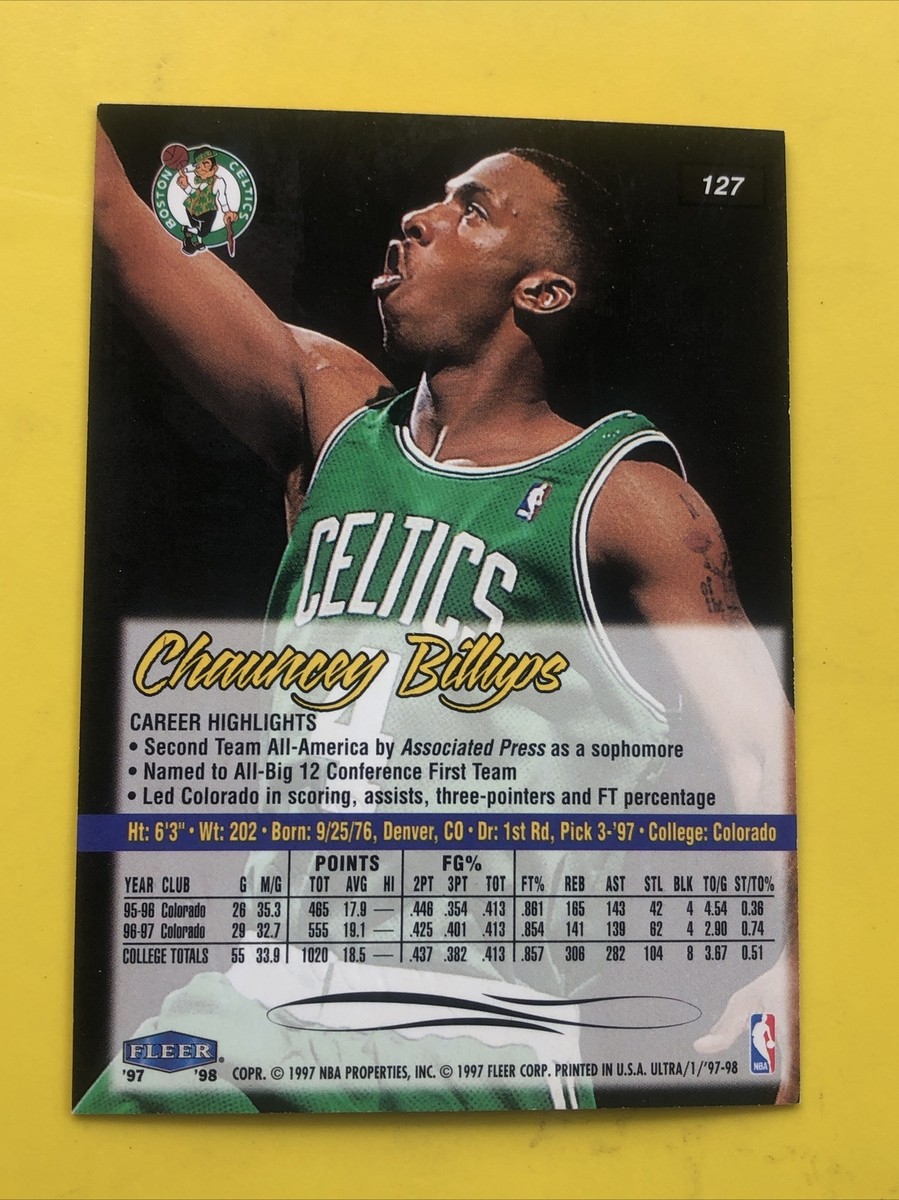 BOSTON CELTICS
127
CELTICS
4
Chauncey Billups
CAREER HIGHLIGHTS
• Second Team All-America by Associated Press as a sophomore
• Named to All-Big 12 Conference First Team
• Led Colorado in scoring, assists, three-pointers and FT percentage
Ht: 6'3" • Wt: 202 • Born: 9/25/76, Denver, CO • Dr: 1st Rd, Pick 3-'97 • College: Colorado
POINTS FG%
YEAR CLUB G M/G TOT AVG HI 2PT 3PT TOT FT% REB AST STL BLK TO/G ST/TO%
95-96 Colorado 26 35.3 465 17.9 — .446 .354 .413 .861 165 143 42 4 4.54 0.36
96-97 Colorado 29 32.7 555 19.1 — .425 .401 .413 .854 141 139 62 4 2.90 0.74
COLLEGE TOTALS 55 33.9 1020 18.5 — .437 .382 .413 .857 306 282 104 8 3.67 0.51
FLEER®
'97 '98 COPR. © 1997 NBA PROPERTIES, INC. © 1997 FLEER CORP. PRINTED IN U.S.A. ULTRA/1/'97-98
NBA